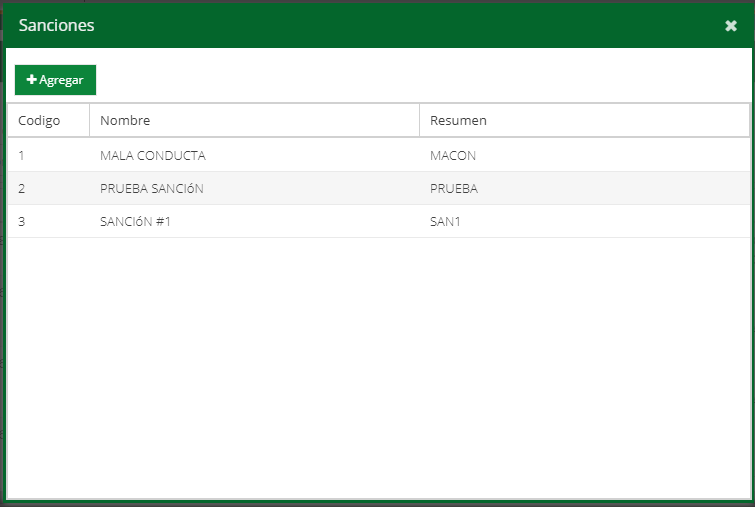 Sanciones
Agregar
Codigo Nombre Resumen
1 MALA CONDUCTA MACON
2 PRUEBA SANCIóN PRUEBA
3 SANCIóN #1 SAN1